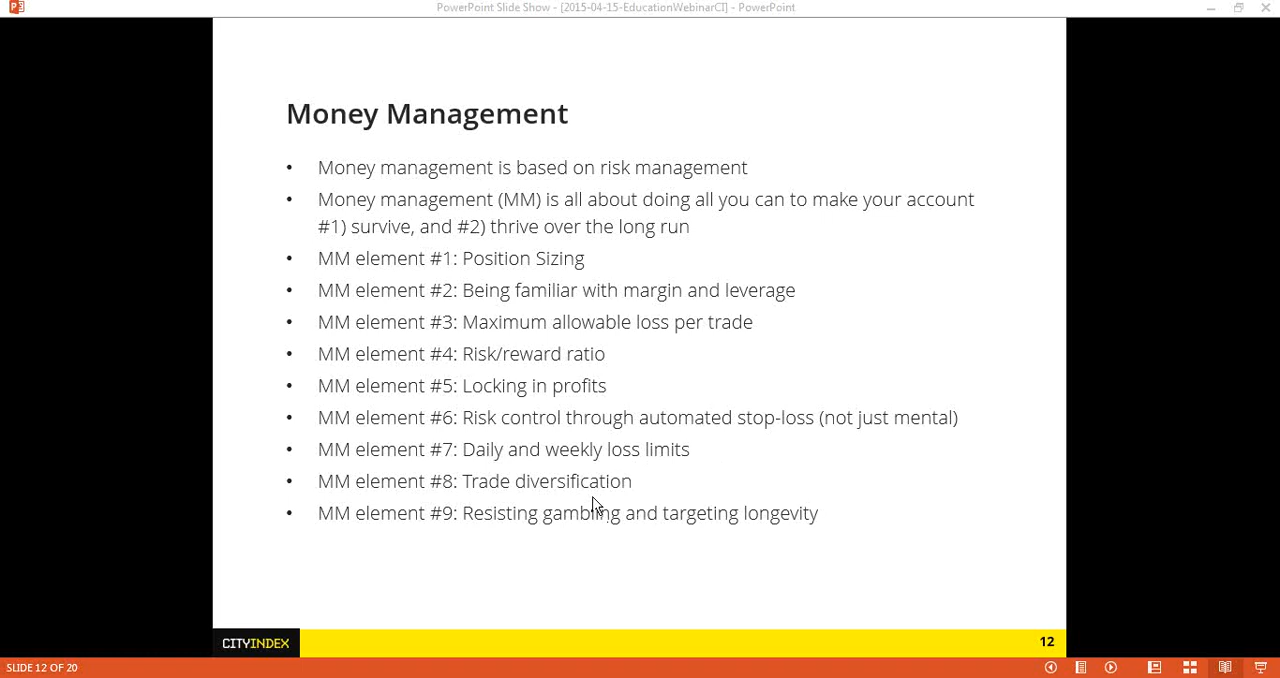 PowerPoint Slide Show - [2015-04-15-EducationWebinarCI] - PowerPoint
Money Management
• Money management is based on risk management
• Money management (MM) is all about doing all you can to make your account
#1) survive, and #2) thrive over the long run
• MM element #1: Position Sizing
• MM element #2: Being familiar with margin and leverage
• MM element #3: Maximum allowable loss per trade
• MM element #4: Risk/reward ratio
• MM element #5: Locking in profits
• MM element #6: Risk control through automated stop-loss (not just mental)
• MM element #7: Daily and weekly loss limits
• MM element #8: Trade diversification
• MM element #9: Resisting gambling and targeting longevity
CITYINDEX
12
SLIDE 12 OF 20